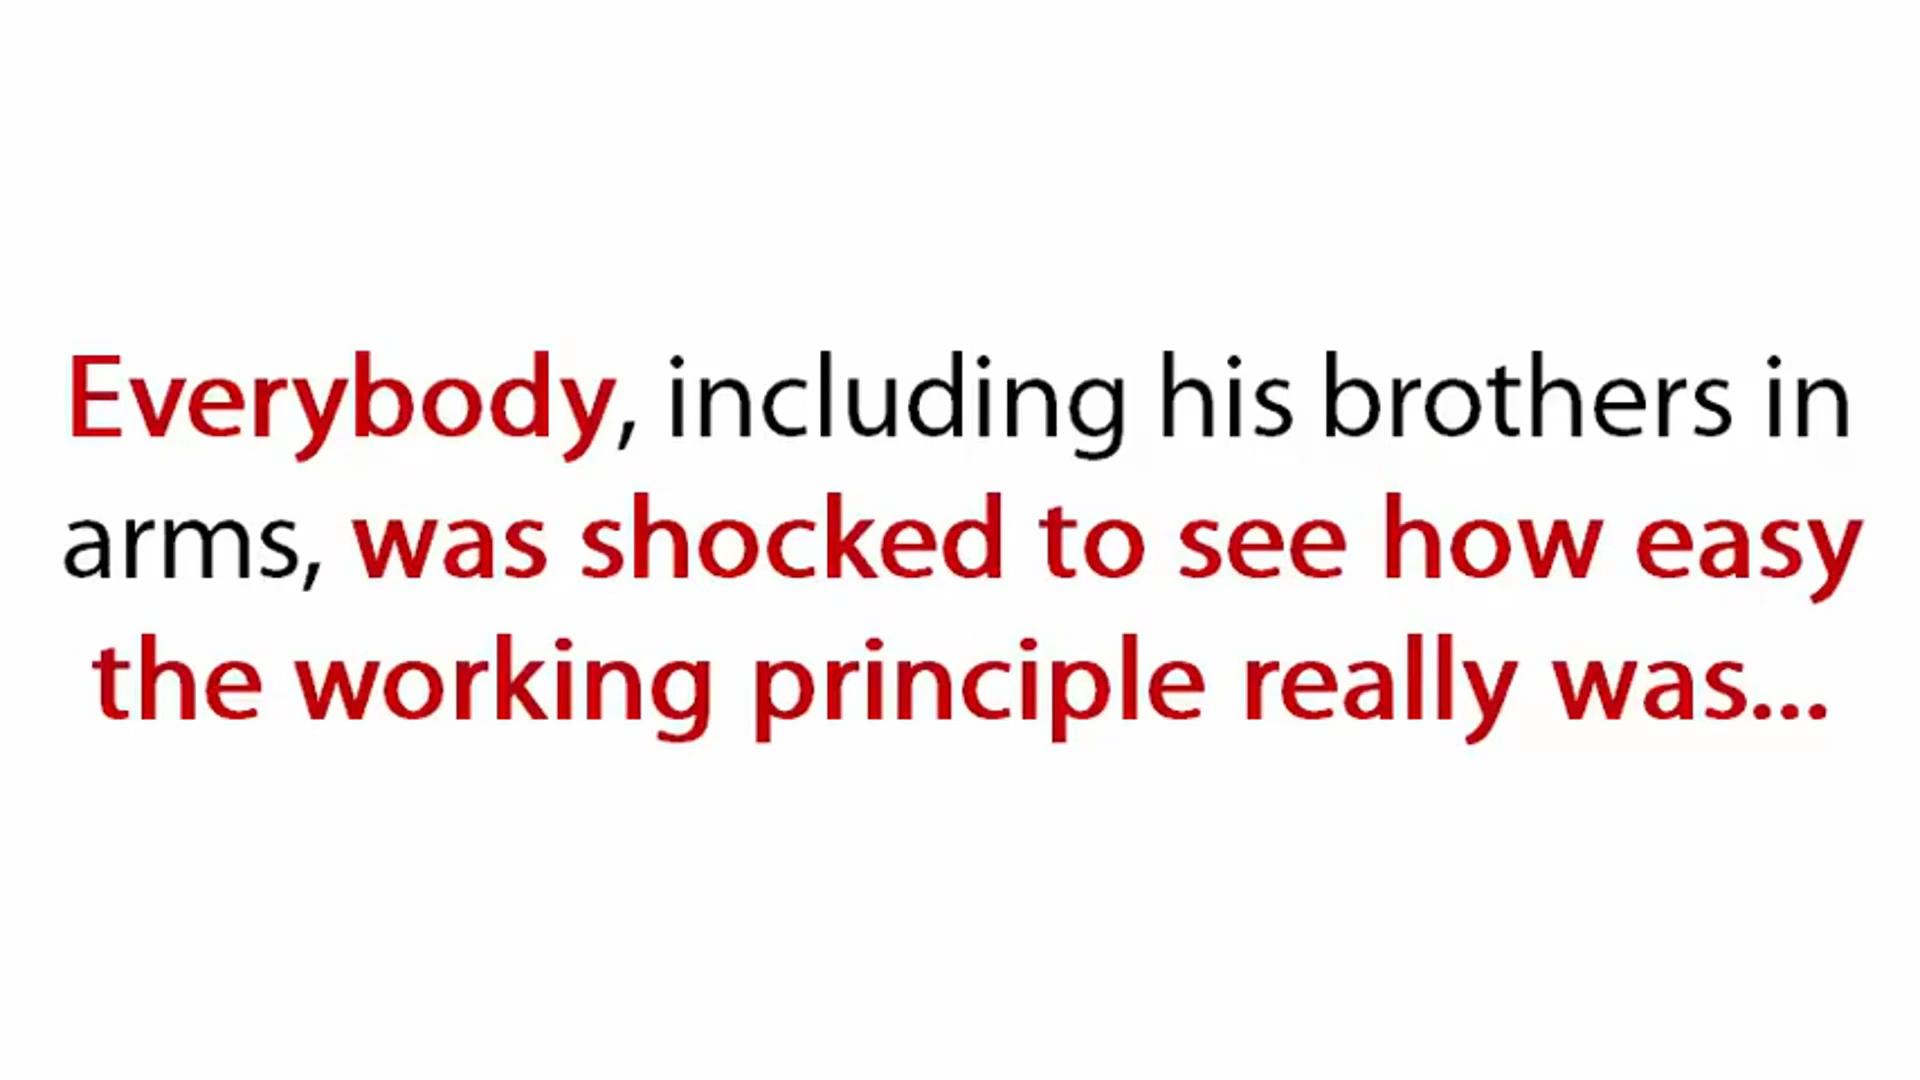 Everybody, including his brothers in
arms, was shocked to see how easy
the working principle really was...